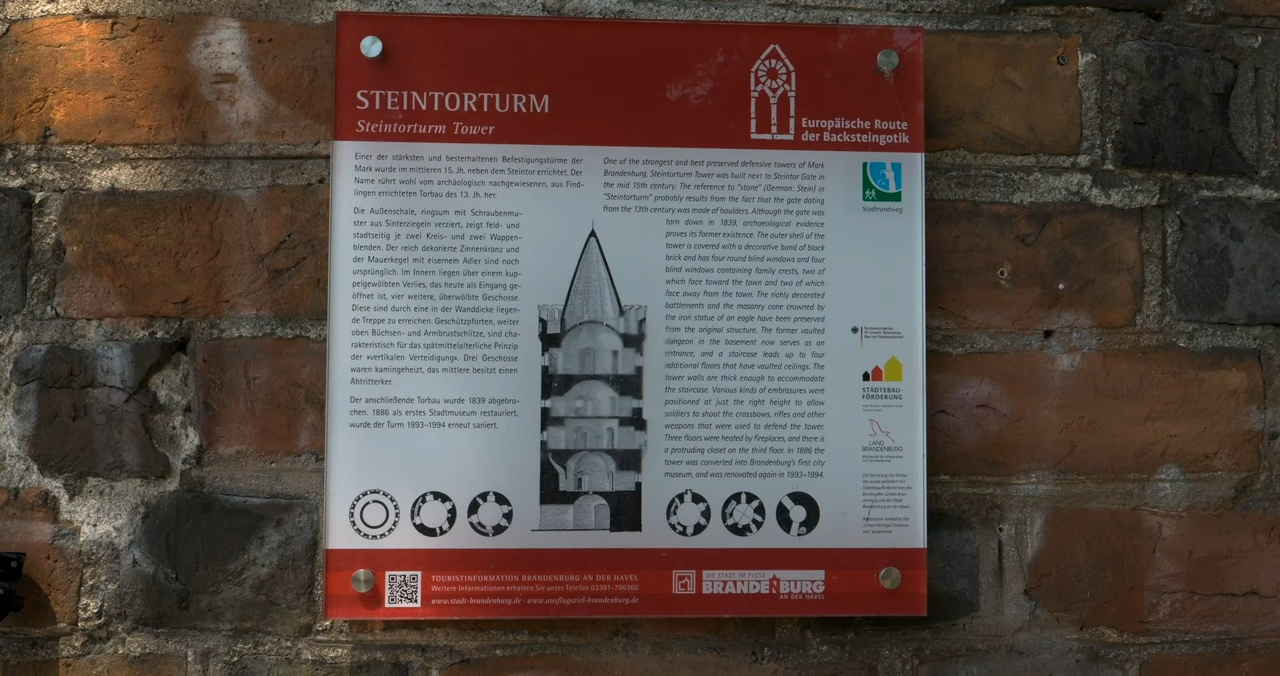 STEINTORTURM
Steintorturm Tower
Europäische Route
der Backsteingotik
Einer der stärksten und besterhaltenen Befestigungstürme der
Mark wurde im mittleren 15. Jh. neben dem Steintor errichtet. Der
Name rührt wohl vom archäologisch nachgewiesenen, aus Find-
lingen errichteten Torbau des 13. Jh. her.
Die Außenschale, ringsum mit Schraubenmu-
ster aus Sinterziegeln verziert, zeigt feld- und
stadtseitig je zwei Kreis- und zwei Wappen-
blenden. Der reich dekorierte Zinnenkranz und
der Mauerkegel mit eisernem Adler sind noch
ursprünglich. Im Innern liegen über einem kup-
pelgewölbten Verlies, das heute als Eingang ge-
öffnet ist, vier weitere, überwölbte Geschosse.
Diese sind durch eine in der Wanddicke liegen-
de Treppe zu erreichen. Geschützpforten, weiter
oben Büchsen- und Armbrustschlitze, sind cha-
rakteristisch für das spätmittelalterliche Prinzip
der »vertikalen Verteidigung«. Drei Geschosse
waren kamingeheizt, das mittlere besitzt einen
Abtritterker.
Der anschließende Torbau wurde 1839 abgebro-
chen. 1886 als erstes Stadtmuseum restauriert,
wurde der Turm 1993–1994 erneut saniert.
One of the strongest and best preserved defensive towers of Mark
Brandenburg, Steintorturm Tower was built next to Steintor Gate in
the mid 15th century. The reference to "stone" (German: Stein) in
"Steintorturm" probably results from the fact that the gate dating
from the 13th century was made of boulders. Although the gate was
torn down in 1839, archaeological evidence
proves its former existence. The outer shell of the
tower is covered with a decorative band of black
brick and has four round blind windows and four
blind windows containing family crests, two of
which face toward the town and two of which
face away from the town. The richly decorated
battlements and the masonry cone crowned by
the iron statue of an eagle have been preserved
from the original structure. The former vaulted
dungeon in the basement now serves as an
entrance, and a staircase leads up to four
additional floors that have vaulted ceilings. The
tower walls are thick enough to accommodate
the staircase. Various kinds of embrasures were
positioned at just the right height to allow
soldiers to shoot the crossbows, rifles and other
weapons that were used to defend the tower.
Three floors were heated by fireplaces, and there is
a protruding closet on the third floor. In 1886 the
tower was converted into Brandenburg's first city
museum, and was renovated again in 1993–1994.
Stadtrundweg
STÄDTEBAU-
FÖRDERUNG
LAND
BRANDENBURG
TOURISTINFORMATION BRANDENBURG AN DER HAVEL
Weitere Informationen erhalten Sie unter Telefon 03381-796360
www.stadt-brandenburg.de · www.ausflugsziel-brandenburg.de
DIE STADT IM FLUSS
BRANDENBURG
AN DER HAVEL